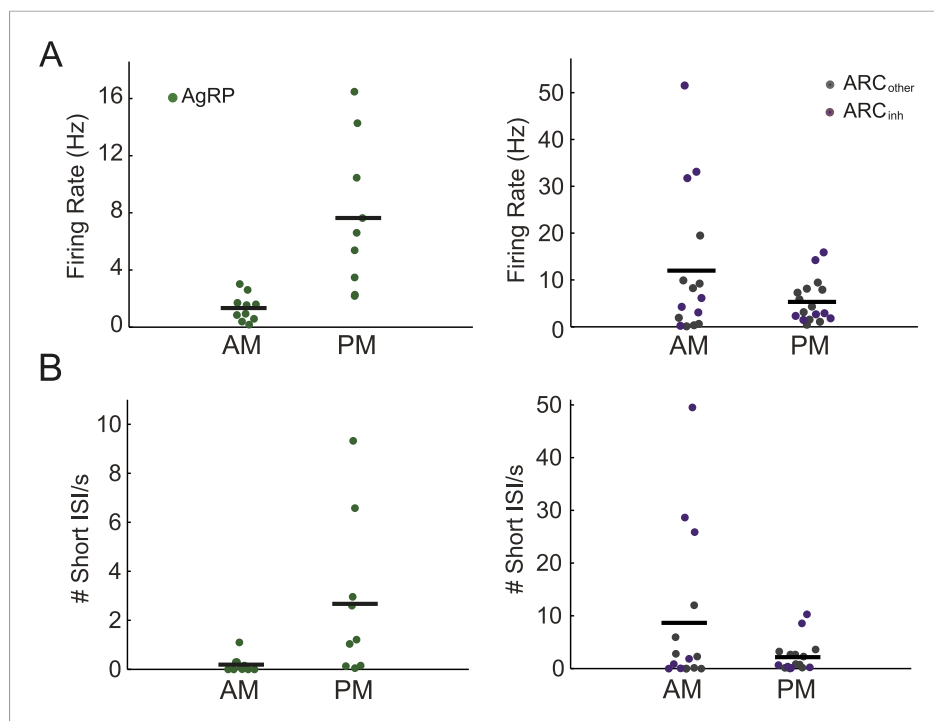 A
Firing Rate (Hz)
16
12
8
4
0
AgRP
AM
PM
Firing Rate (Hz)
50
40
30
20
10
0
ARCother
ARCinh
AM
PM
B
# Short ISI/s
10
8
6
4
2
0
AM
PM
# Short ISI/s
50
40
30
20
10
0
AM
PM